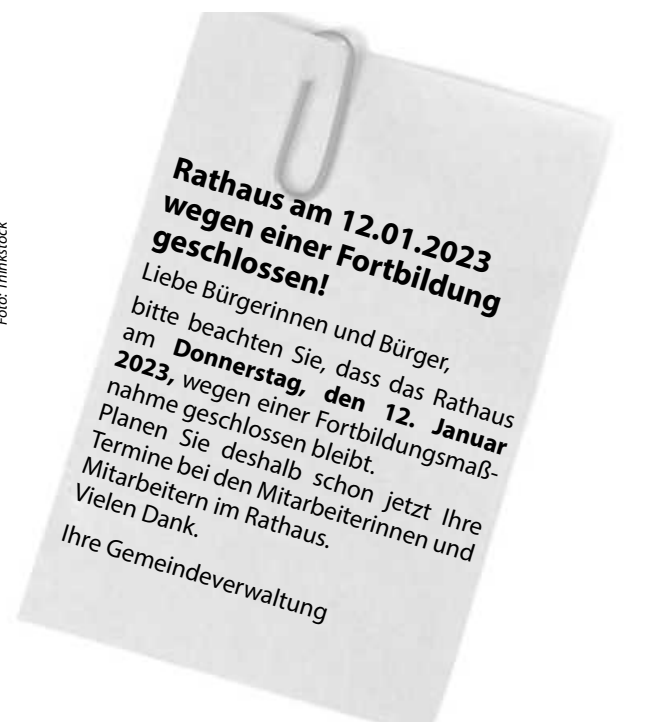 Rathaus am 12.01.2023
wegen einer Fortbildung
geschlossen!
Liebe Bürgerinnen und Bürger,
bitte beachten Sie, dass das Rathaus
am Donnerstag, den 12. Januar
2023, wegen einer Fortbildungsmaß-
nahme geschlossen bleibt.
Planen Sie deshalb schon jetzt Ihre
Termine bei den Mitarbeiterinnen und
Mitarbeitern im Rathaus.
Vielen Dank.
Ihre Gemeindeverwaltung
Foto: Thinkstock